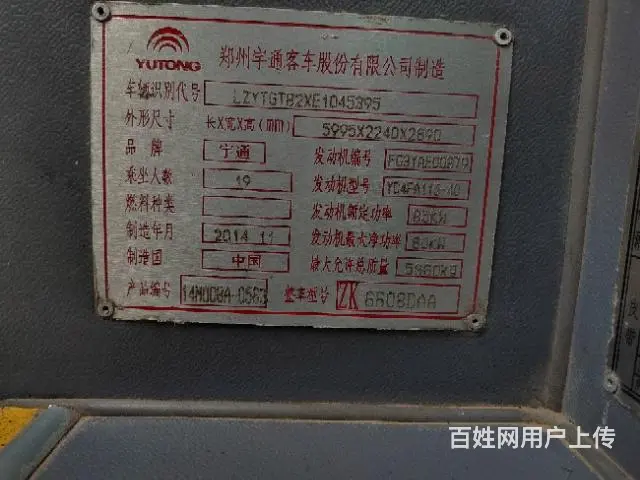 YUTONG 郑州宇通客车股份有限公司制造
车辆识别代号 LZYTGTB2XE1045395
外形尺寸 长X宽X高(mm) 5995X2240X2890
品牌 宇通 发动机编号
乘坐人数 19 发动机型号 YC4FA115-40
燃料种类 发动机额定功率 85KW
制造年月 2014.11 发动机最大净功率 80KW
制造国 中国 最大允许总质量 5860Kg
产品编号 整车型号 ZK 6608DAA
百姓网用户上传